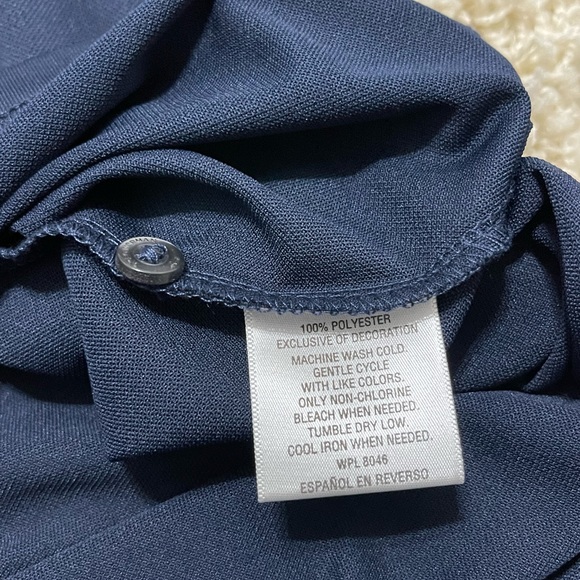 100% POLYESTER
EXCLUSIVE OF DECORATION
MACHINE WASH COLD.
GENTLE CYCLE
WITH LIKE COLORS.
ONLY NON-CHLORINE
BLEACH WHEN NEEDED.
TUMBLE DRY LOW.
COOL IRON WHEN NEEDED.
WPL 8046
ESPAÑOL EN REVERSO